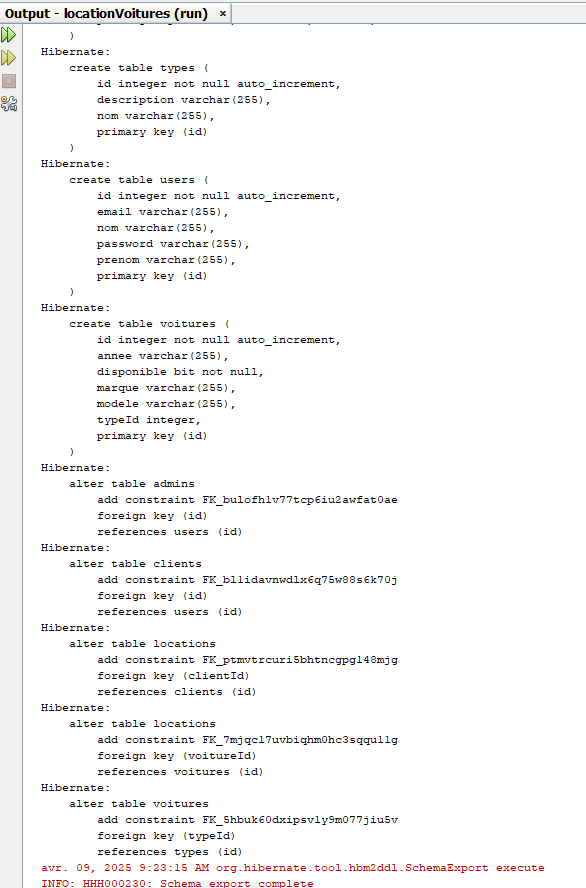 Output - locationVoitures (run) ×
)
Hibernate:
create table types (
id integer not null auto_increment,
description varchar(255),
nom varchar(255),
primary key (id)
)
Hibernate:
create table users (
id integer not null auto_increment,
email varchar(255),
nom varchar(255),
password varchar(255),
prenom varchar(255),
primary key (id)
)
Hibernate:
create table voitures (
id integer not null auto_increment,
annee varchar(255),
disponible bit not null,
marque varchar(255),
modele varchar(255),
typeId integer,
primary key (id)
)
Hibernate:
alter table admins
add constraint FK_bulofhlv77tcp6iu2awfat0ae
foreign key (id)
references users (id)
Hibernate:
alter table clients
add constraint FK_bllidavnwdlx6q75w88s6k70j
foreign key (id)
references users (id)
Hibernate:
alter table locations
add constraint FK_ptmvtrcuri5bhtncgpgl48mjg
foreign key (clientId)
references clients (id)
Hibernate:
alter table locations
add constraint FK_7mjqcl7uvbiqhm0hc3sqqullg
foreign key (voitureId)
references voitures (id)
Hibernate:
alter table voitures
add constraint FK_5hbuk60dxipsvly9m077jiu5v
foreign key (typeId)
references types (id)
avr. 09, 2025 9:23:15 AM org.hibernate.tool.hbm2ddl.SchemaExport execute
INFO: HHH000230: Schema export complete